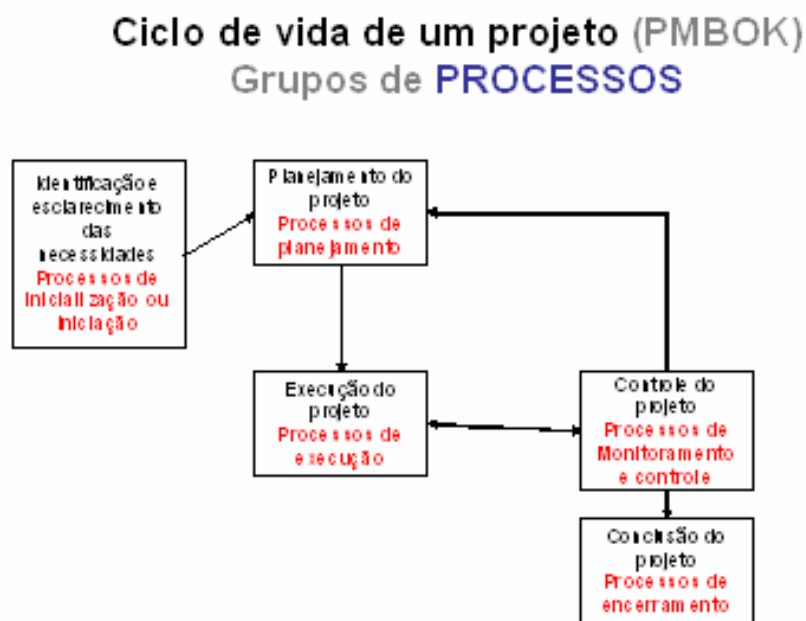 Ciclo de vida de um projeto (PMBOK)
Grupos de PROCESSOS
Identificação e
esclarecimento
das
necessidades
Processos de
inicialização ou
iniciação
Planejamento do
projeto
Processos de
planejamento
Execução do
projeto
Processos de
execução
Controle do
projeto
Processos de
Monitoramento
e controle
Conclusão do
projeto
Processos de
encerramento